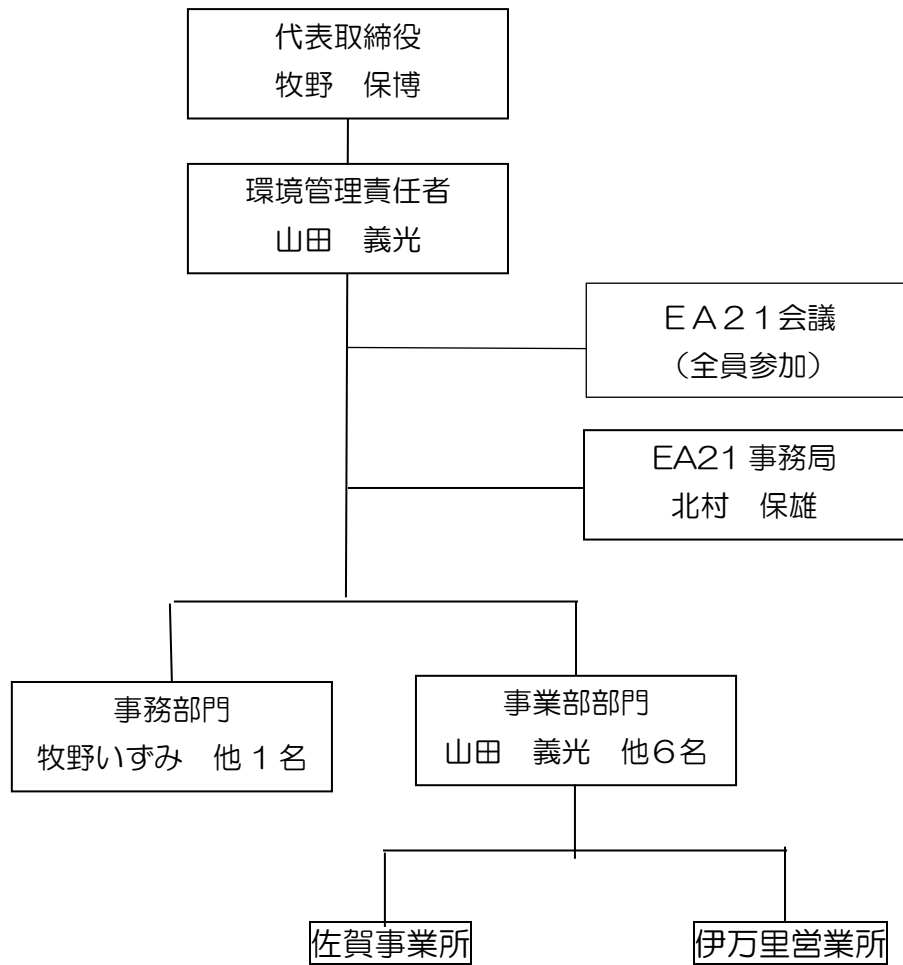 代表取締役
牧野　保博
環境管理責任者
山田　義光
ＥＡ２１会議
（全員参加）
EA21 事務局
北村　保雄
事務部門
牧野いずみ　他 1 名
事業部部門
山田　義光　他６名
佐賀事業所
伊万里営業所